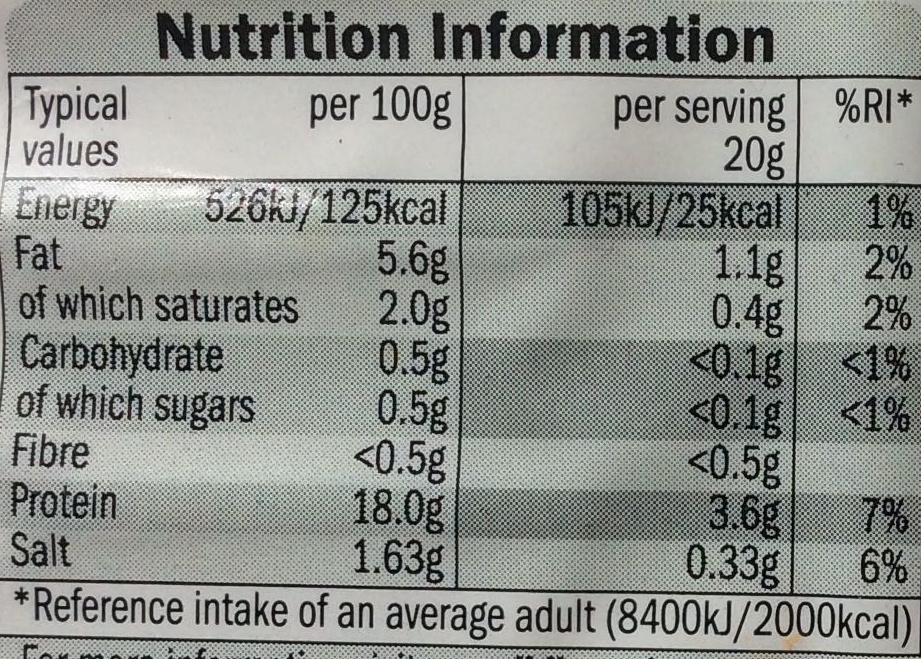 Nutrition Information
Typical values per 100g per serving 20g %RI*
Energy 526kJ/125kcal 105kJ/25kcal 1%
Fat 5.6g 1.1g 2%
of which saturates 2.0g 0.4g 2%
Carbohydrate 0.5g <0.1g <1%
of which sugars 0.5g <0.1g <1%
Fibre <0.5g <0.5g
Protein 18.0g 3.6g 7%
Salt 1.63g 0.33g 6%
*Reference intake of an average adult (8400kJ/2000kcal)